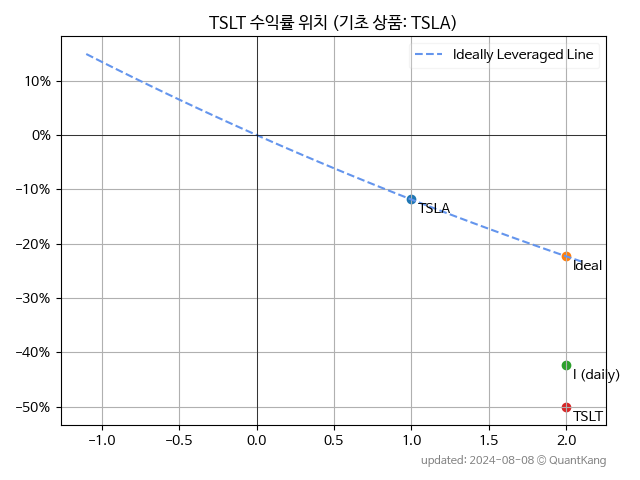 TSLT 수익률 위치 (기초 상품: TSLA)
Ideally Leveraged Line
10%
0%
−10%
−20%
−30%
−40%
−50%
TSLA
Ideal
I (daily)
TSLT
−1.0 −0.5 0.0 0.5 1.0 1.5 2.0
updated: 2024-08-08 © QuantKang